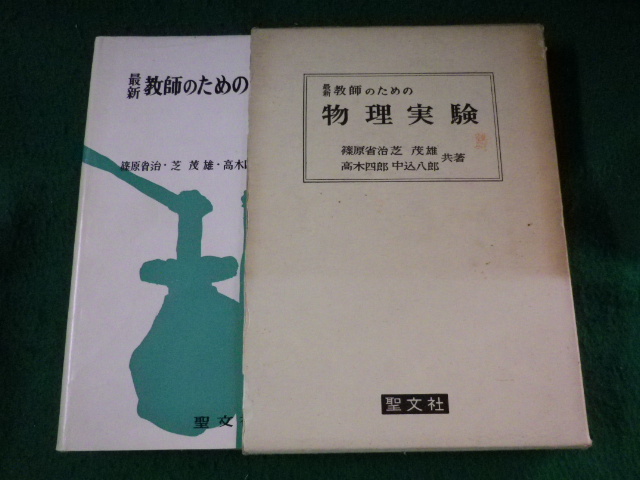 最新 教師のための
篠原省治・芝 茂雄・高木
聖文
最新 教師のための
物理実験
篠原省治 芝 茂雄
高木四郎 中込八郎 共著
聖文社